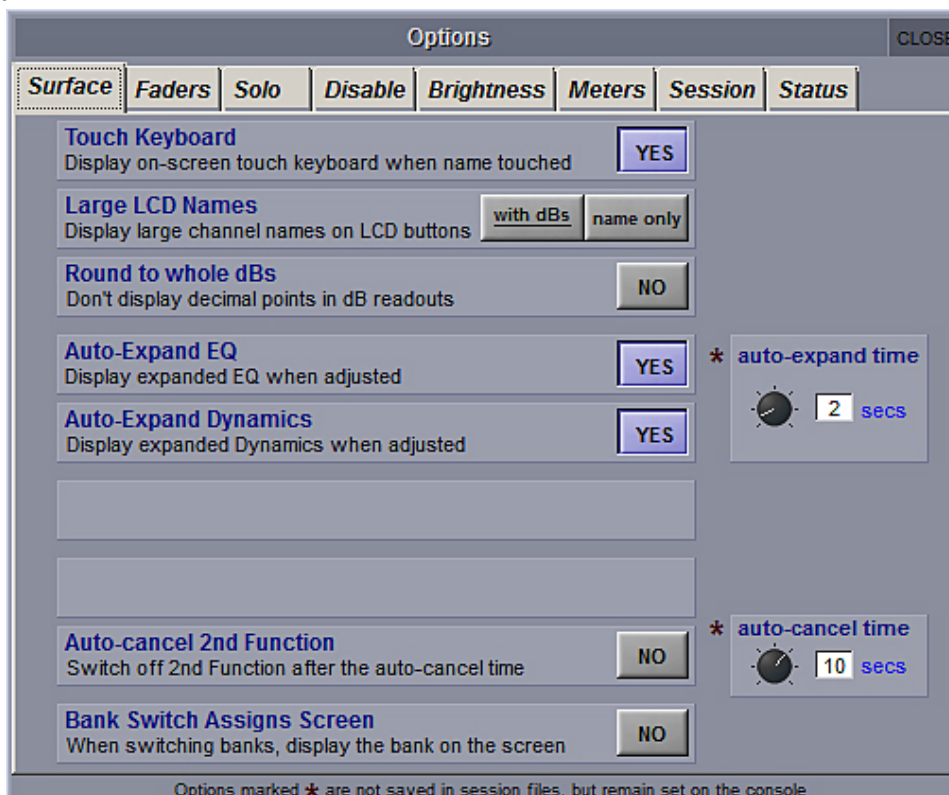 Options
CLOSE
Surface Faders Solo Disable Brightness Meters Session Status
Touch Keyboard
Display on-screen touch keyboard when name touched
YES
Large LCD Names
Display large channel names on LCD buttons
with dBs name only
Round to whole dBs
Don't display decimal points in dB readouts
NO
Auto-Expand EQ
Display expanded EQ when adjusted
YES
* auto-expand time
2 secs
Auto-Expand Dynamics
Display expanded Dynamics when adjusted
YES
Auto-cancel 2nd Function
Switch off 2nd Function after the auto-cancel time
NO
* auto-cancel time
10 secs
Bank Switch Assigns Screen
When switching banks, display the bank on the screen
NO
Options marked * are not saved in session files, but remain set on the console